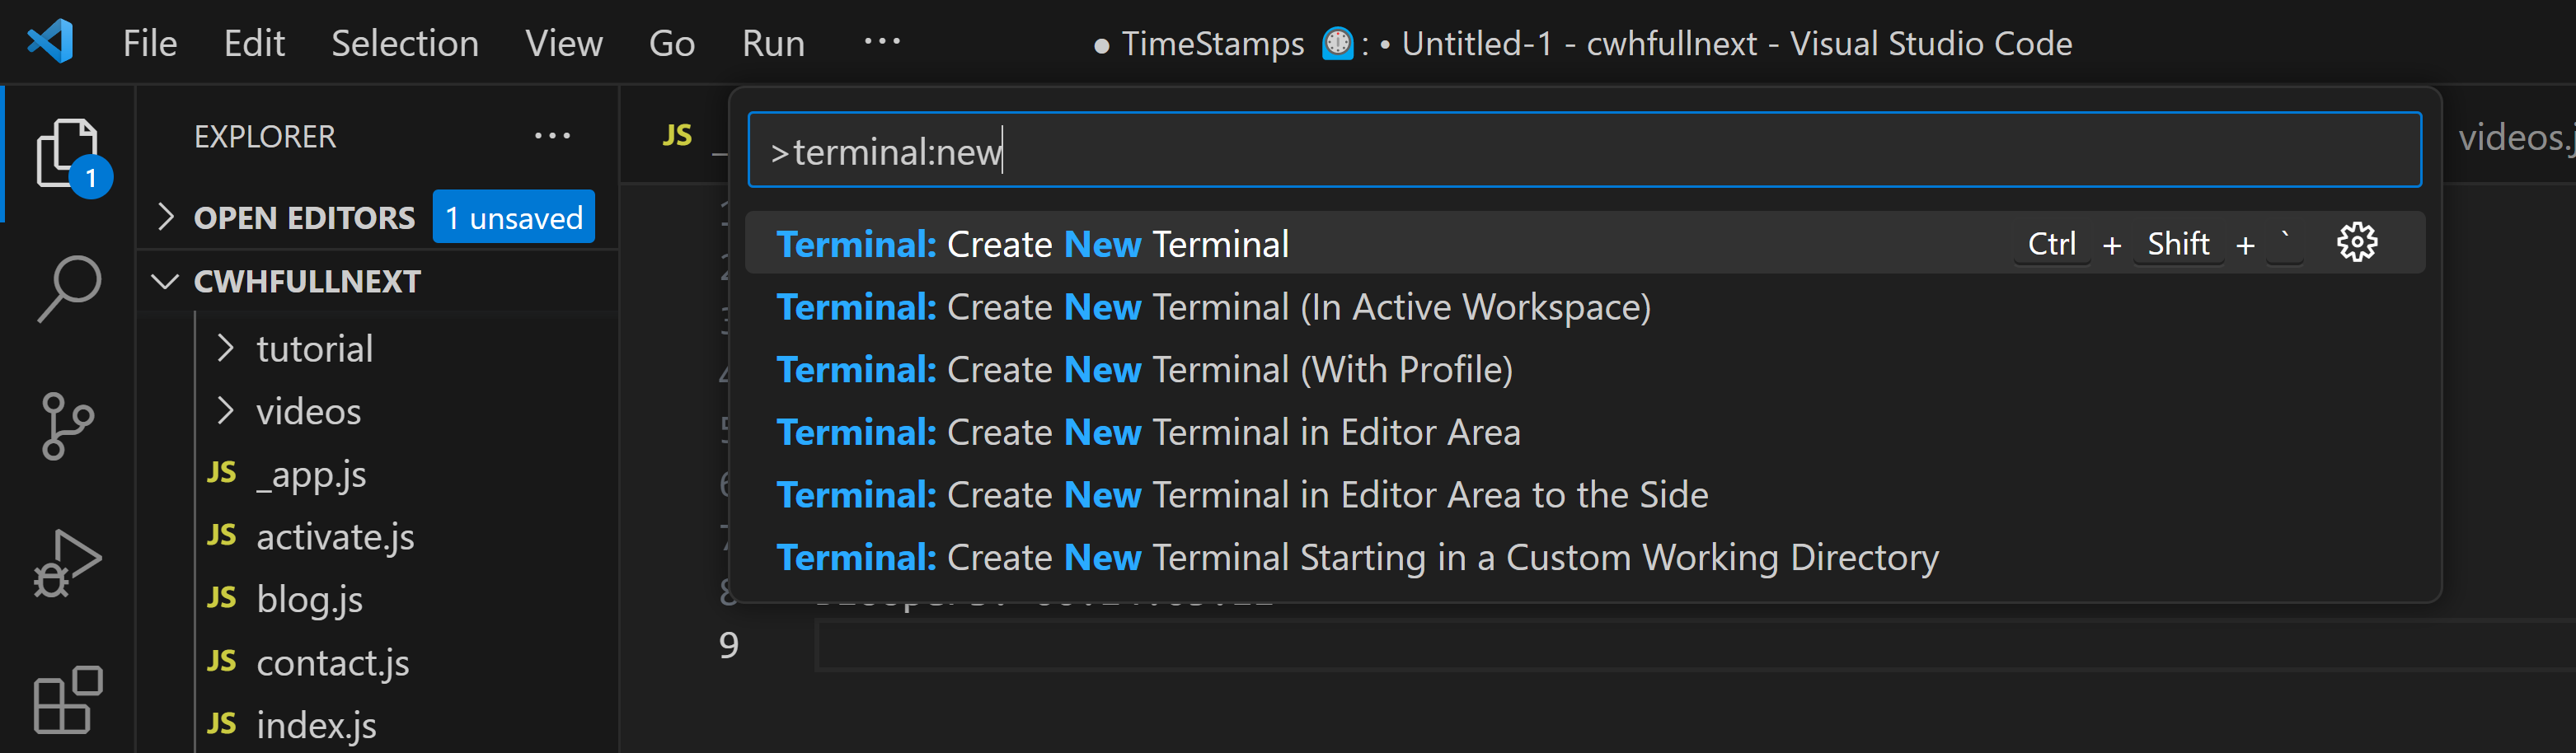 File Edit Selection View Go Run ···
● TimeStamps : • Untitled-1 - cwhfullnext - Visual Studio Code
EXPLORER ···
1
OPEN EDITORS 1 unsaved
CWHFULLNEXT
tutorial
videos
JS _app.js
JS activate.js
JS blog.js
JS contact.js
JS index.js
JS
videos.j
>terminal:new
Terminal: Create New Terminal Ctrl + Shift + `
Terminal: Create New Terminal (In Active Workspace)
Terminal: Create New Terminal (With Profile)
Terminal: Create New Terminal in Editor Area
Terminal: Create New Terminal in Editor Area to the Side
Terminal: Create New Terminal Starting in a Custom Working Directory
9